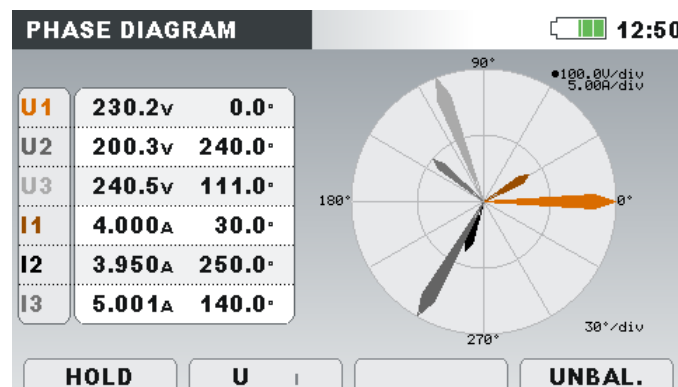 PHASE DIAGRAM 12:50
U1 230.2V 0.0°
U2 200.3V 240.0°
U3 240.5V 111.0°
I1 4.000A 30.0°
I2 3.950A 250.0°
I3 5.001A 140.0°
90°
●100.0V/div
5.00A/div
180°
0°
270°
30°/div
HOLD U I UNBAL.